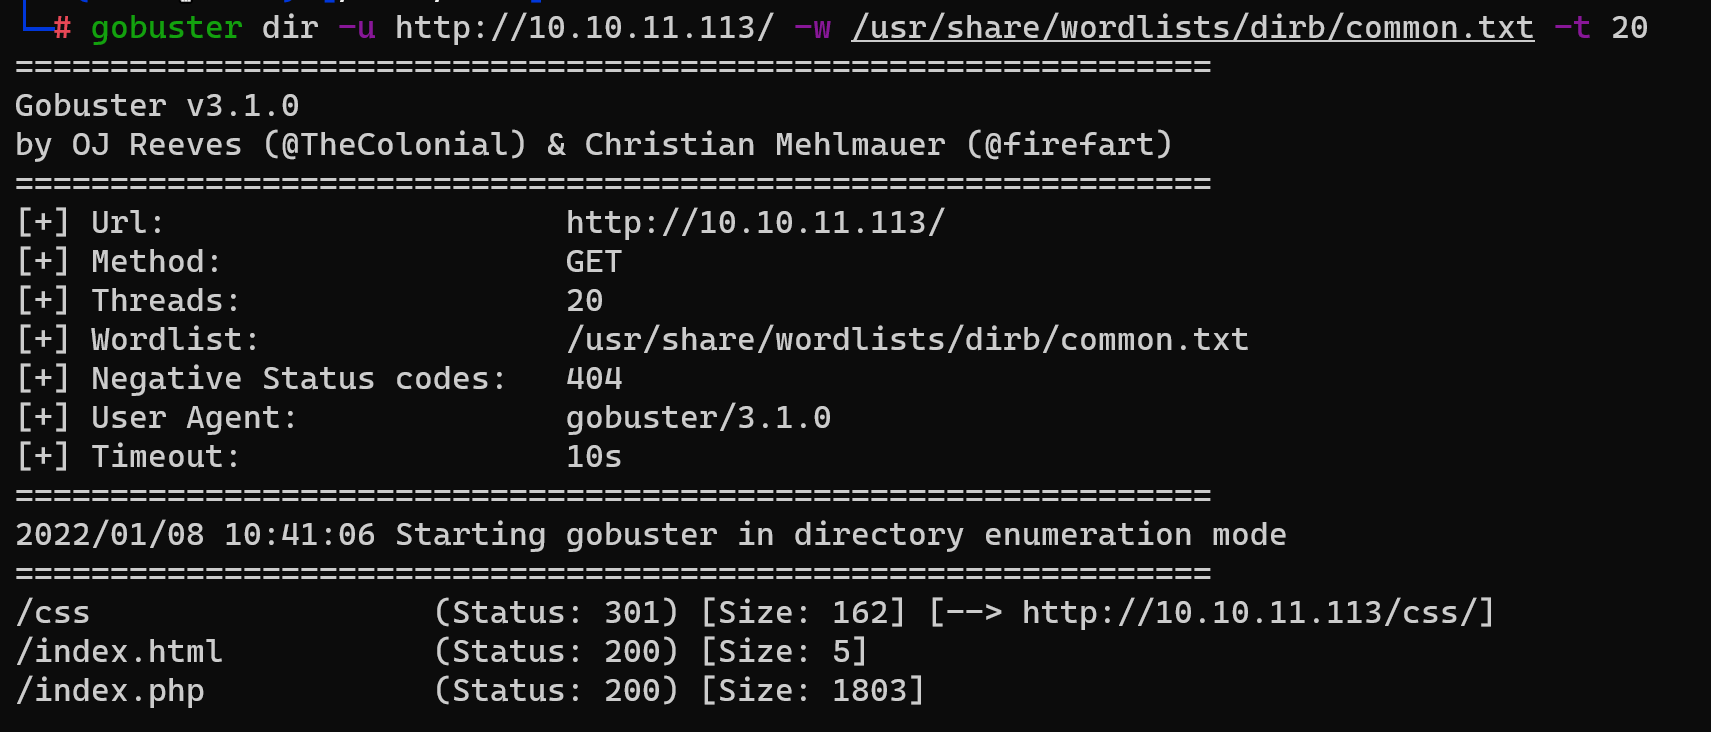 └─# gobuster dir -u http://10.10.11.113/ -w /usr/share/wordlists/dirb/common.txt -t 20
===============================================================
Gobuster v3.1.0
by OJ Reeves (@TheColonial) & Christian Mehlmauer (@firefart)
===============================================================
[+] Url:                     http://10.10.11.113/
[+] Method:                  GET
[+] Threads:                 20
[+] Wordlist:                /usr/share/wordlists/dirb/common.txt
[+] Negative Status codes:   404
[+] User Agent:              gobuster/3.1.0
[+] Timeout:                 10s
===============================================================
2022/01/08 10:41:06 Starting gobuster in directory enumeration mode
===============================================================
/css                  (Status: 301) [Size: 162] [--> http://10.10.11.113/css/]
/index.html           (Status: 200) [Size: 5]
/index.php            (Status: 200) [Size: 1803]